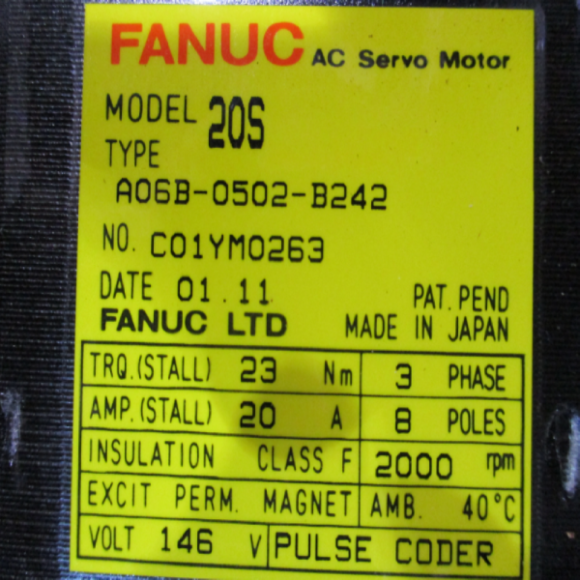 FANUC AC Servo Motor
MODEL 20S
TYPE
A06B-0502-B242
NO. C01YM0263
DATE 01.11 PAT. PEND
FANUC LTD MADE IN JAPAN
TRQ.(STALL) 23 Nm 3 PHASE
AMP.(STALL) 20 A 8 POLES
INSULATION CLASS F 2000 rpm
EXCIT PERM. MAGNET AMB. 40°C
VOLT 146 V PULSE CODER